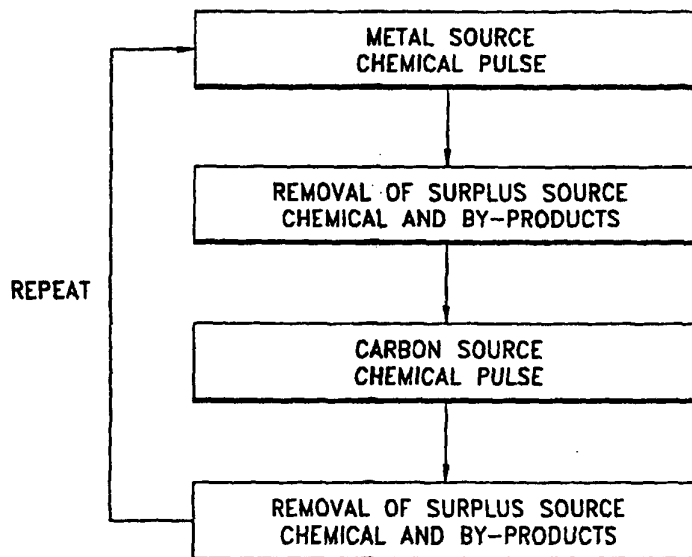 METAL SOURCE
CHEMICAL PULSE
REMOVAL OF SURPLUS SOURCE
CHEMICAL AND BY-PRODUCTS
REPEAT
CARBON SOURCE
CHEMICAL PULSE
REMOVAL OF SURPLUS SOURCE
CHEMICAL AND BY-PRODUCTS